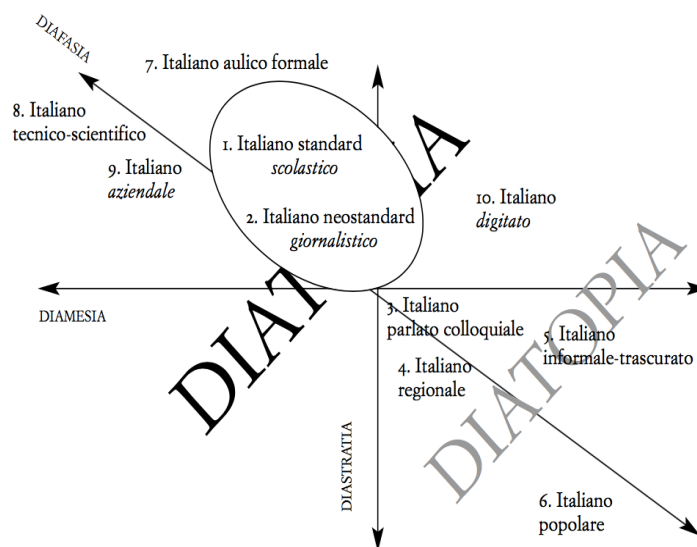 DIAFASIA
7. Italiano aulico formale
8. Italiano
tecnico-scientifico
1. Italiano standard
scolastico
9. Italiano
aziendale
10. Italiano
digitato
2. Italiano neostandard
giornalistico
DIAMESIA
3. Italiano
parlato colloquiale
5. Italiano
informale-trascurato
4. Italiano
regionale
DIASTRATIA
6. Italiano
popolare
DIATOPIA